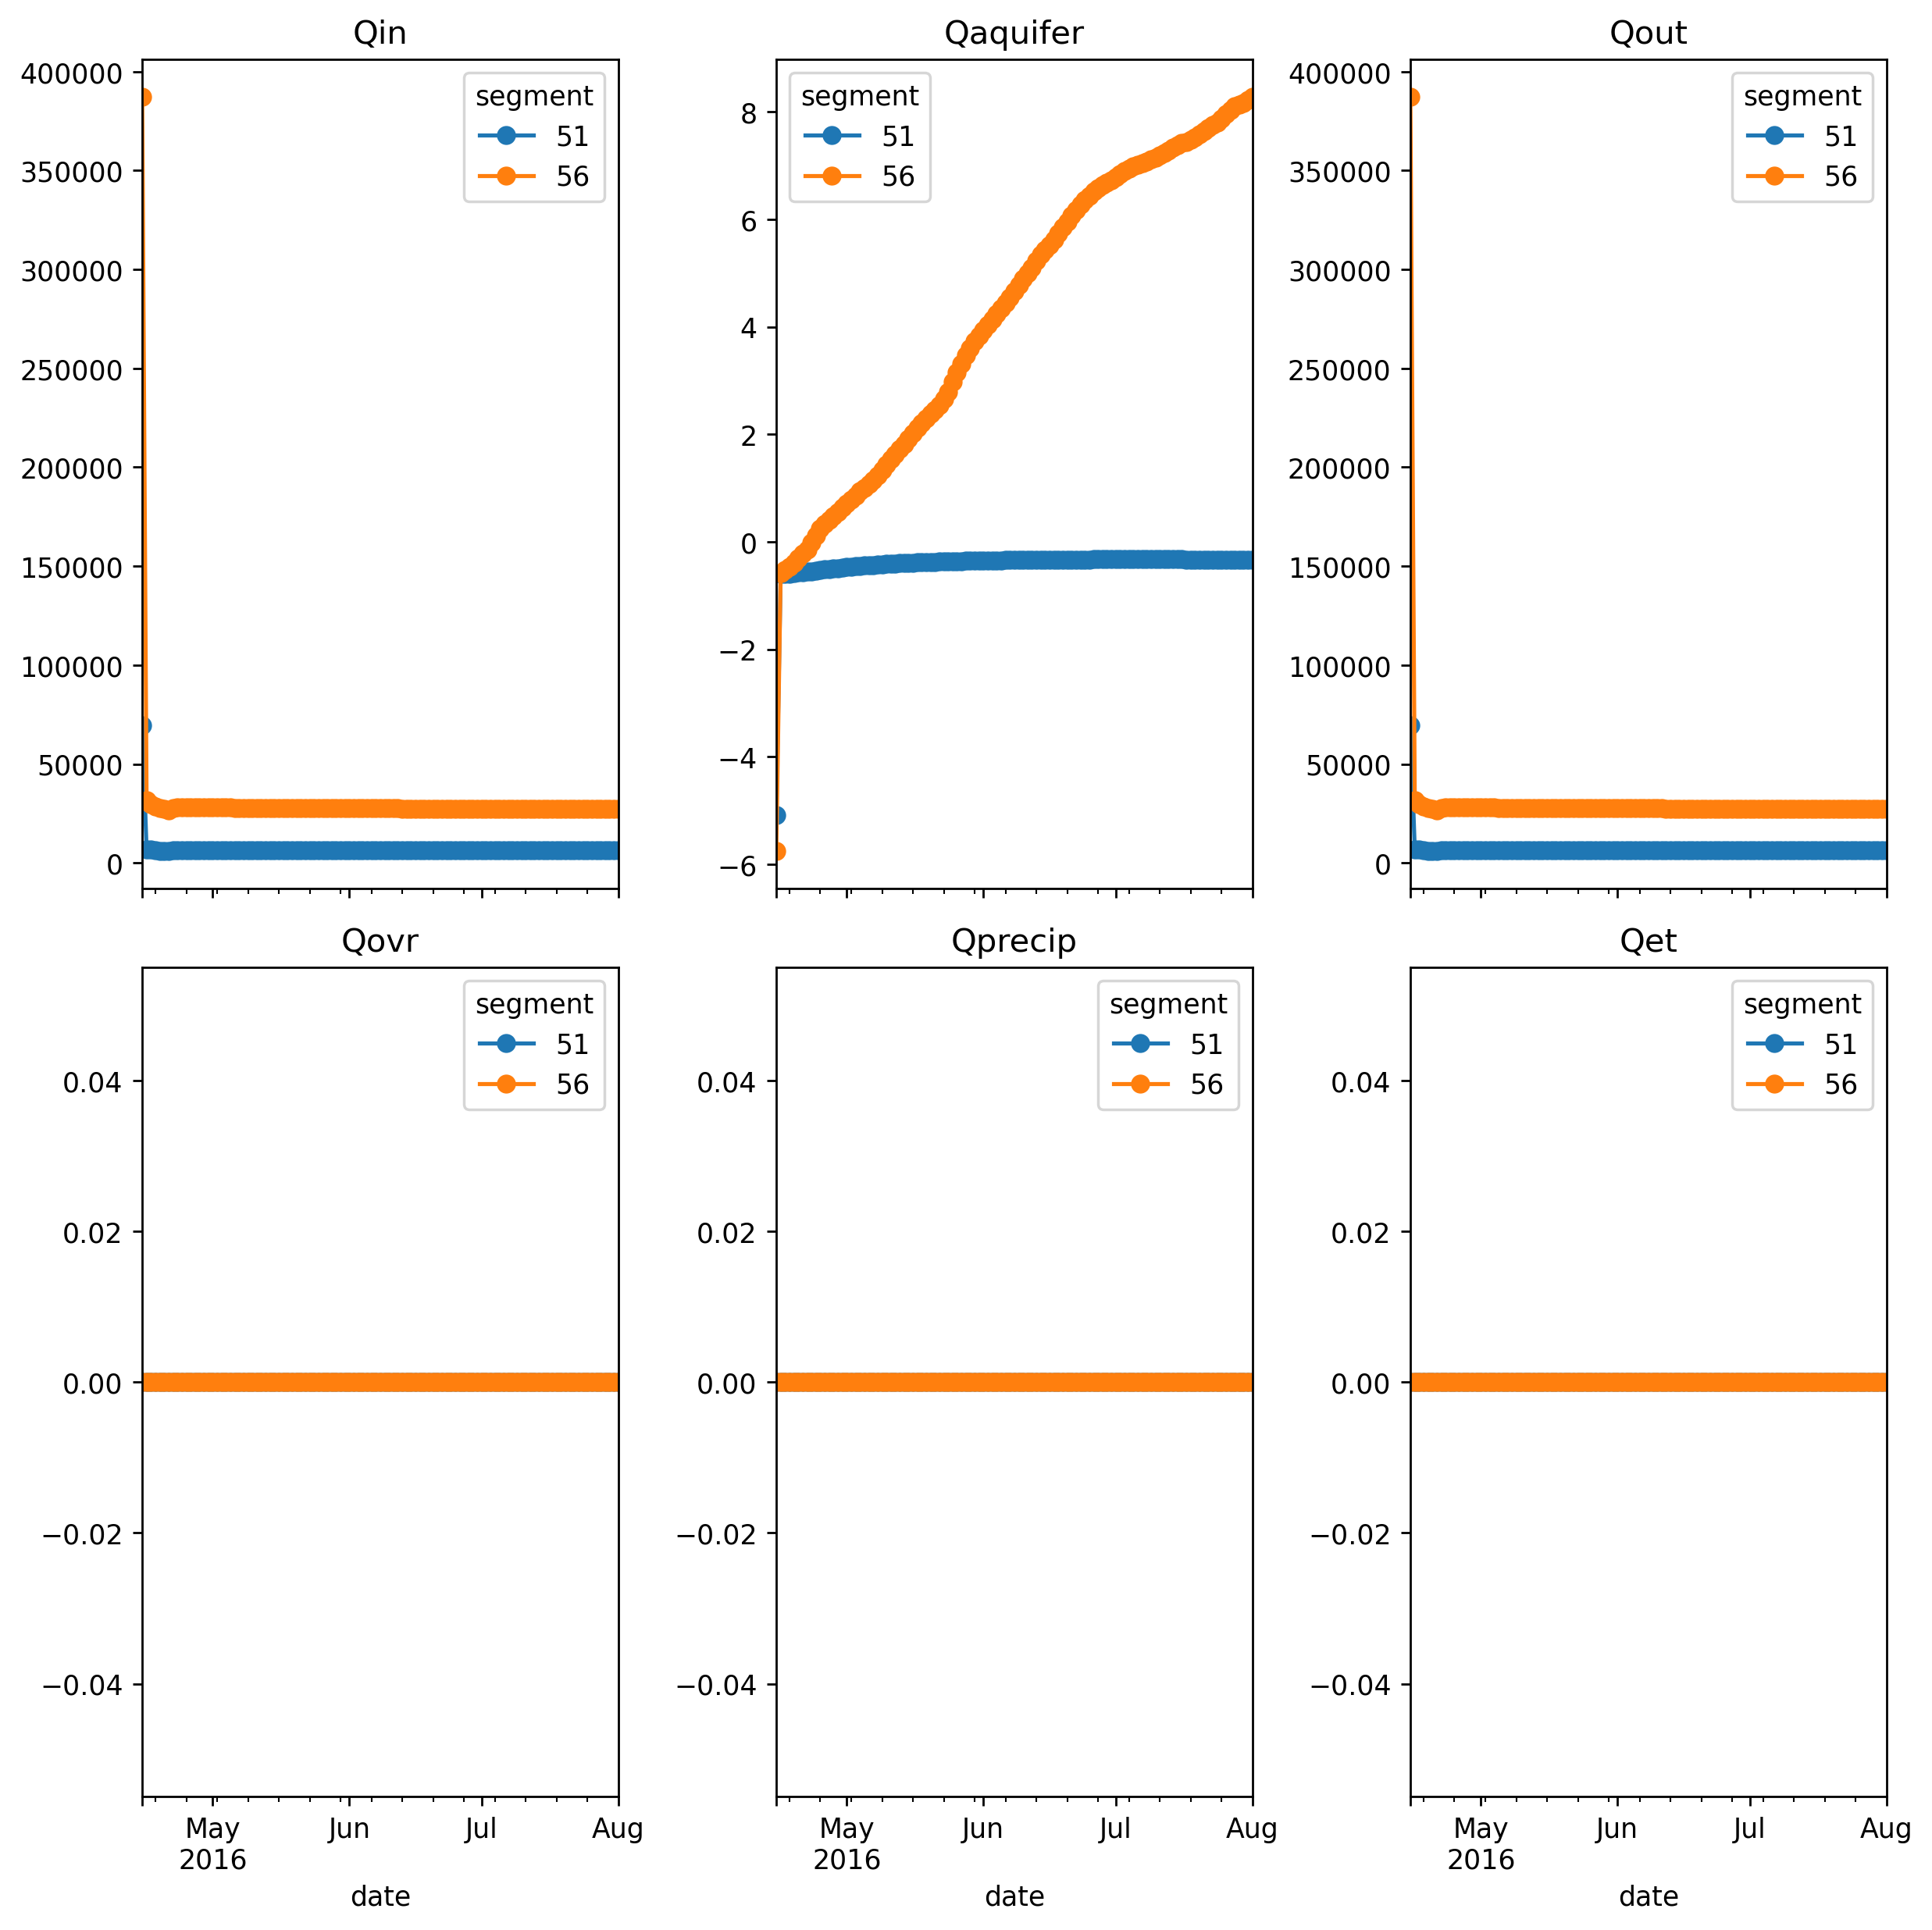 Qin
400000
350000
300000
250000
200000
150000
100000
50000
0
segment
51
56
Qaquifer
8
6
4
2
0
−2
−4
−6
segment
51
56
Qout
400000
350000
300000
250000
200000
150000
100000
50000
0
segment
51
56
Qovr
0.04
0.02
0.00
−0.02
−0.04
segment
51
56
May
2016
Jun
Jul
Aug
date
Qprecip
0.04
0.02
0.00
−0.02
−0.04
segment
51
56
May
2016
Jun
Jul
Aug
date
Qet
0.04
0.02
0.00
−0.02
−0.04
segment
51
56
May
2016
Jun
Jul
Aug
date